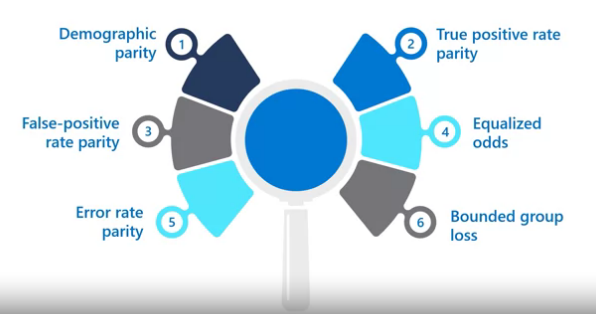 Demographic
parity
1
2
True positive rate
parity
False-positive
rate parity
3
4
Equalized
odds
Error rate
parity
5
6
Bounded group
loss